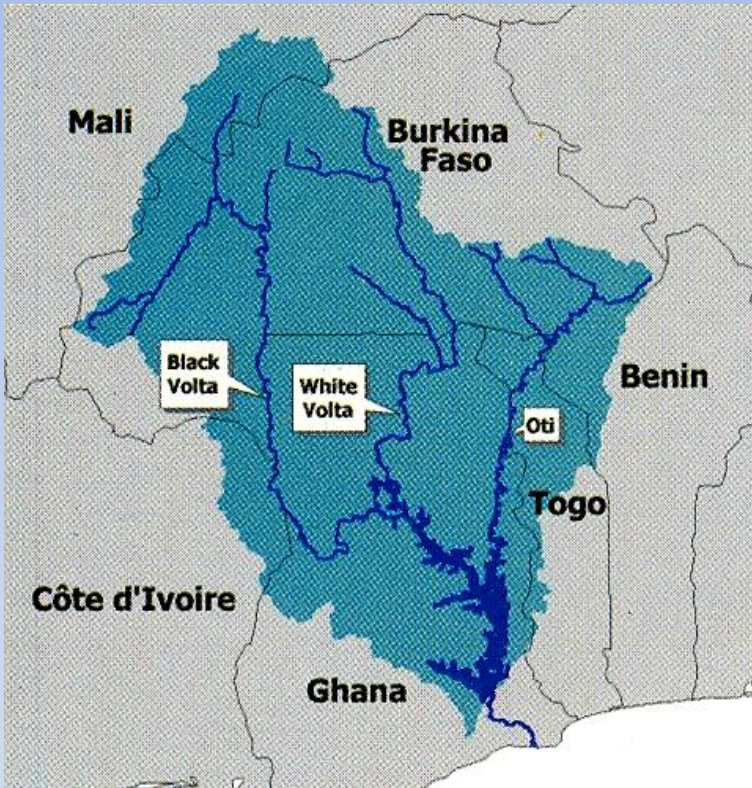 Mali
Burkina
Faso
Black
Volta
White
Volta
Benin
Oti
Togo
Côte d'Ivoire
Ghana